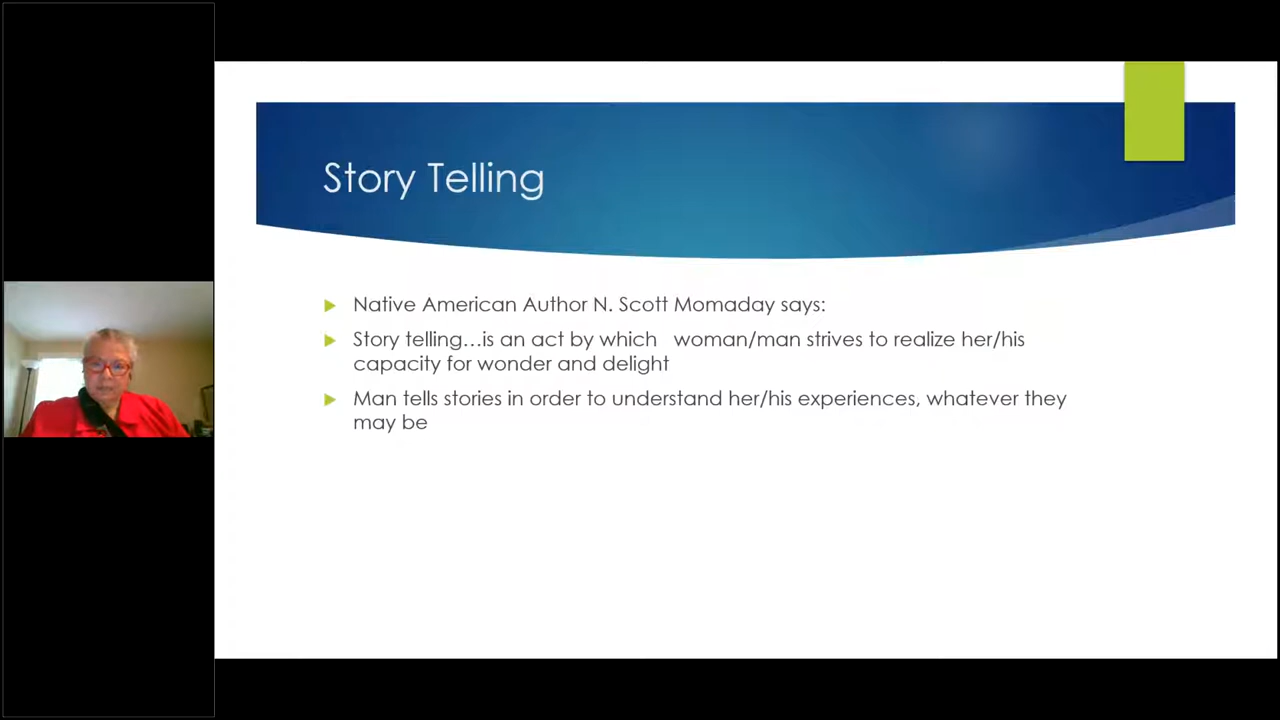 Story Telling
Native American Author N. Scott Momaday says:
Story telling…is an act by which woman/man strives to realize her/his
capacity for wonder and delight
Man tells stories in order to understand her/his experiences, whatever they
may be